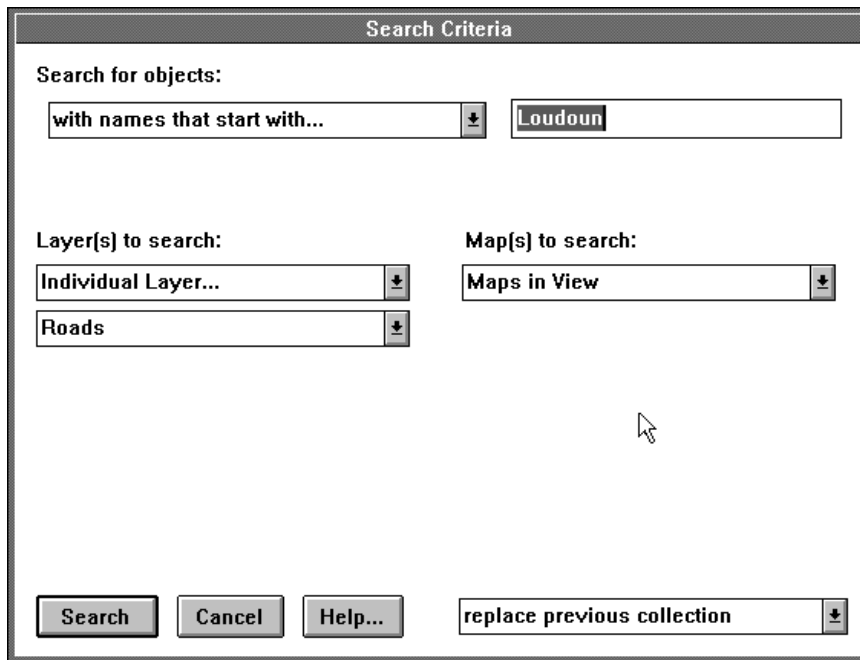 Search Criteria
Search for objects:
with names that start with...
Loudoun
Layer(s) to search:
Map(s) to search:
Individual Layer...
Maps in View
Roads
Search
Cancel
Help...
replace previous collection